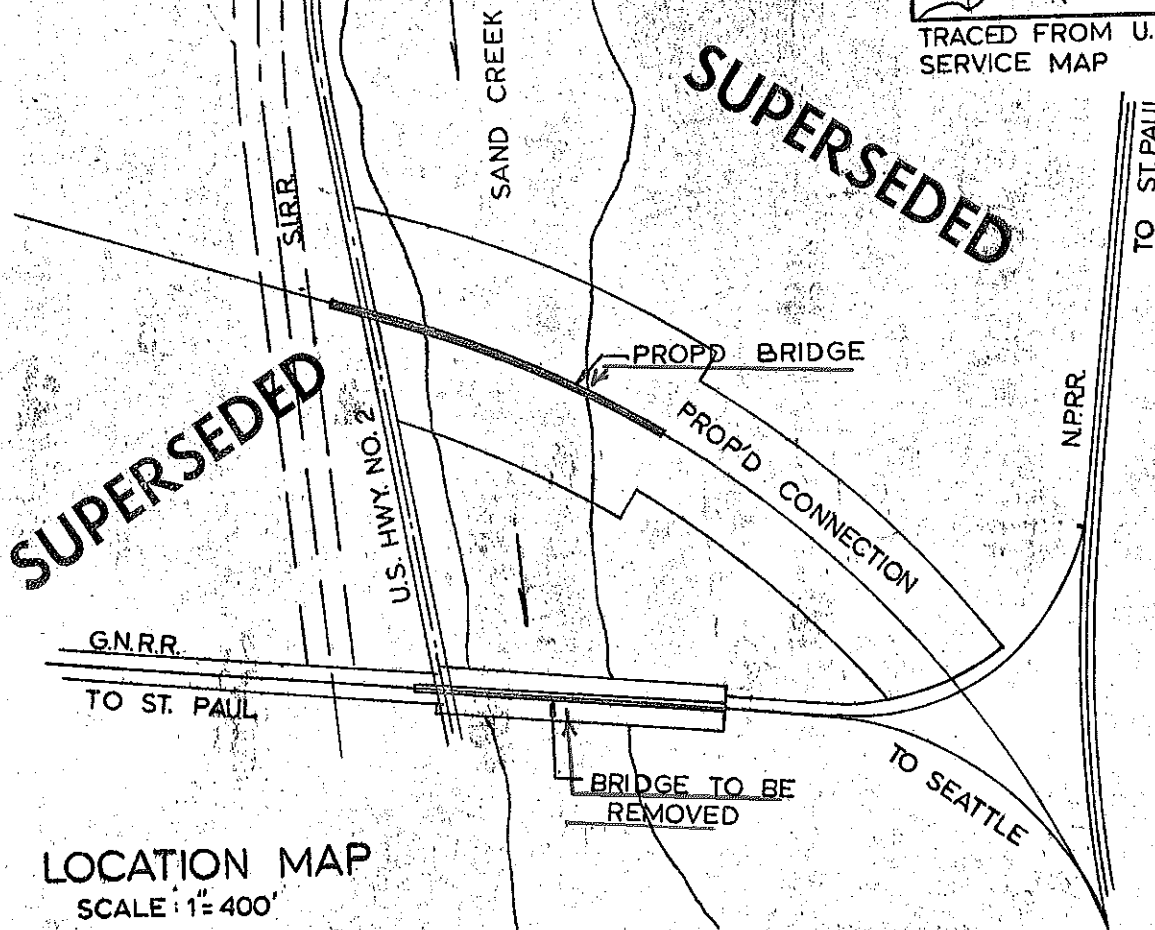 TRACED FROM U.
SERVICE MAP
SAND CREEK
SUPERSEDED
TO ST. PAUL
S.I.R.R.
PROP'D BRIDGE
N.P.R.R.
SUPERSEDED
U.S. HWY. NO. 2
PROP'D CONNECTION
G.N.R.R.
TO ST. PAUL
TO SEATTLE
BRIDGE TO BE
REMOVED
LOCATION MAP
SCALE: 1"=400'